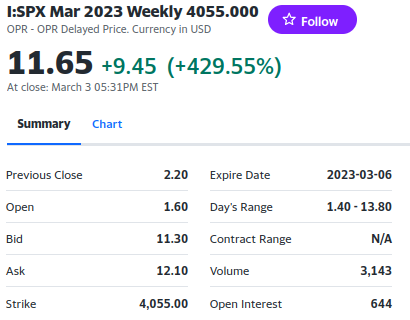 I:SPX Mar 2023 Weekly 4055.000
Follow
OPR - OPR Delayed Price. Currency in USD
11.65 +9.45 (+429.55%)
At close: March 3 05:31PM EST
Summary Chart
Previous Close 2.20 Expire Date 2023-03-06
Open 1.60 Day's Range 1.40 - 13.80
Bid 11.30 Contract Range N/A
Ask 12.10 Volume 3,143
Strike 4,055.00 Open Interest 644